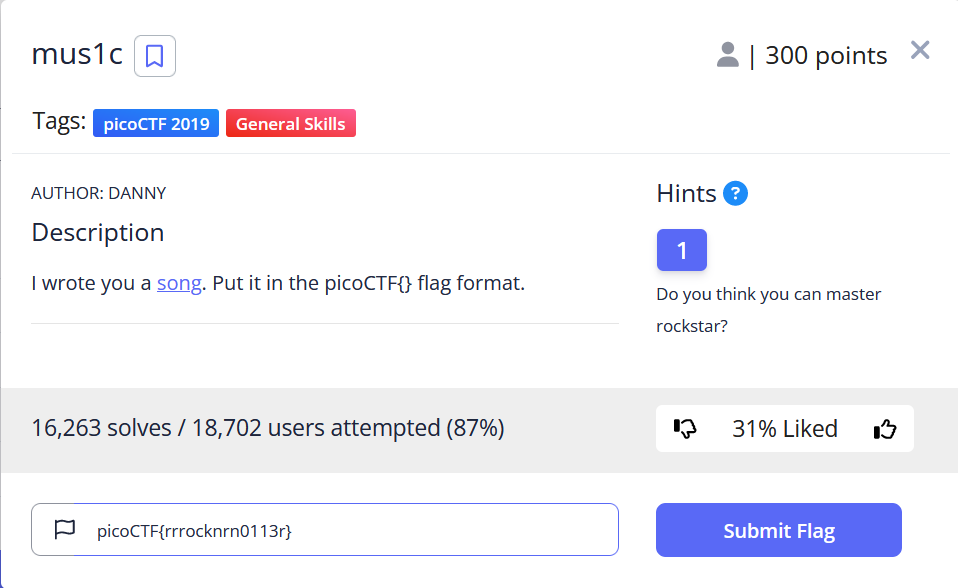 mus1c
| 300 points
Tags: picoCTF 2019 General Skills
AUTHOR: DANNY
Description
I wrote you a song. Put it in the picoCTF{} flag format.
Hints ?
1
Do you think you can master
rockstar?
16,263 solves / 18,702 users attempted (87%)
31% Liked
picoCTF{rrrocknrn0113r}
Submit Flag